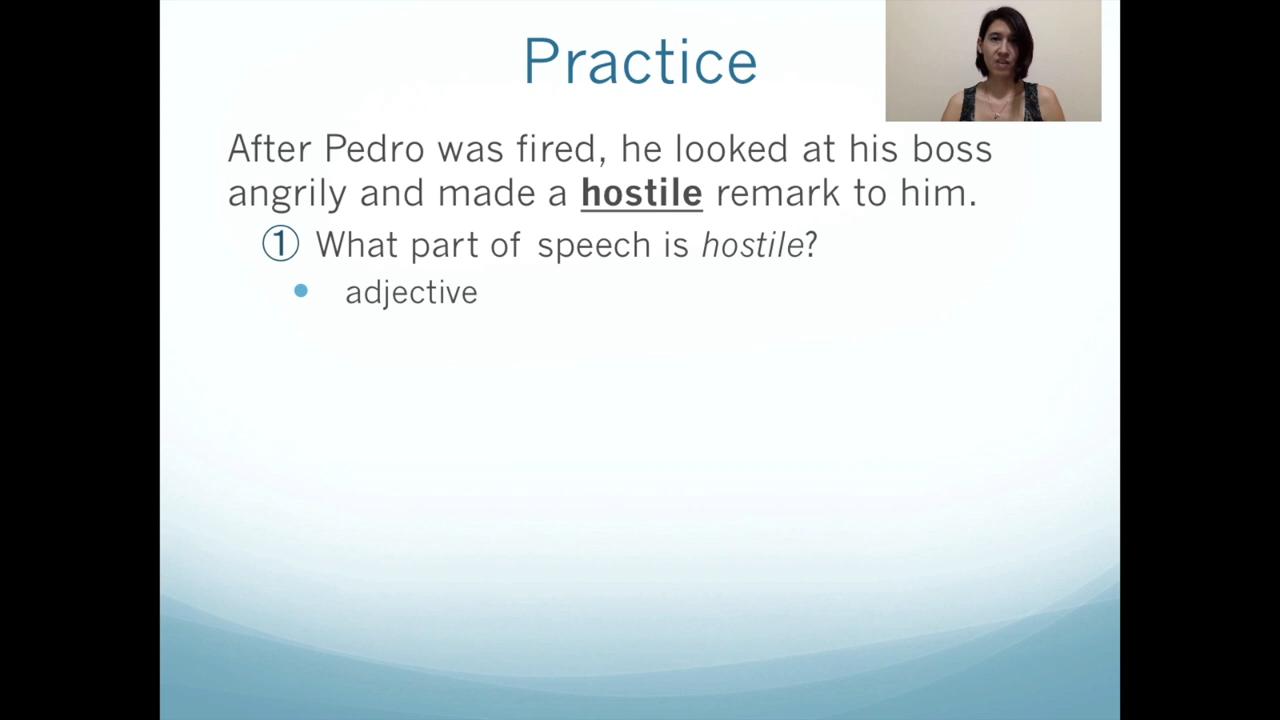 Practice
After Pedro was fired, he looked at his boss
angrily and made a hostile remark to him.
① What part of speech is hostile?
• adjective